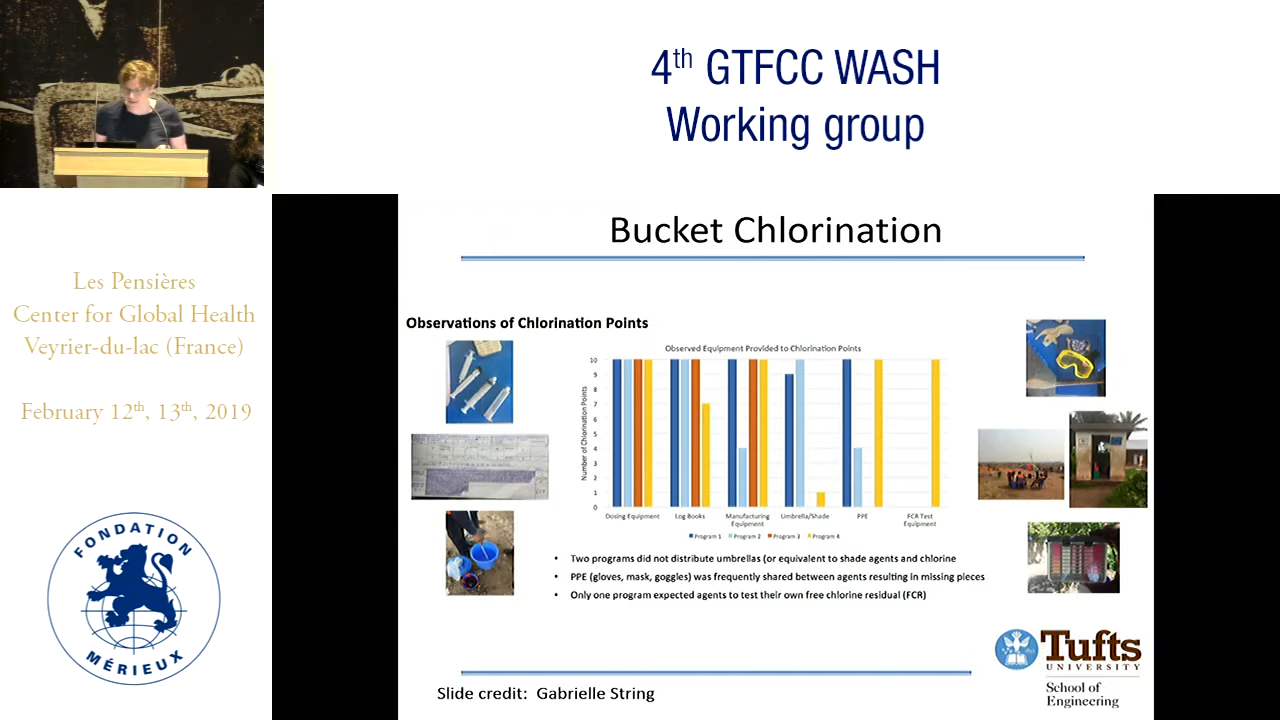 4th GTFCC WASH
Working group
Les Pensières
Center for Global Health
Veyrier-du-lac (France)
February 12th, 13th, 2019
FONDATION
MÉRIEUX
Bucket Chlorination
Observations of Chlorination Points
Observed Equipment Provided to Chlorination Points
Number of Chlorination Points
10
9
8
7
6
5
4
3
2
1
0
Dosing Equipment
Log Books
Manufacturing
Equipment
Umbrella/Shade
PPE
FCR Test
Equipment
Program 1 Program 2 Program 3 Program 4
• Two programs did not distribute umbrellas (or equivalent to shade agents and chlorine
• PPE (gloves, mask, goggles) was frequently shared between agents resulting in missing pieces
• Only one program expected agents to test their own free chlorine residual (FCR)
Tufts
UNIVERSITY
School of
Engineering
Slide credit: Gabrielle String